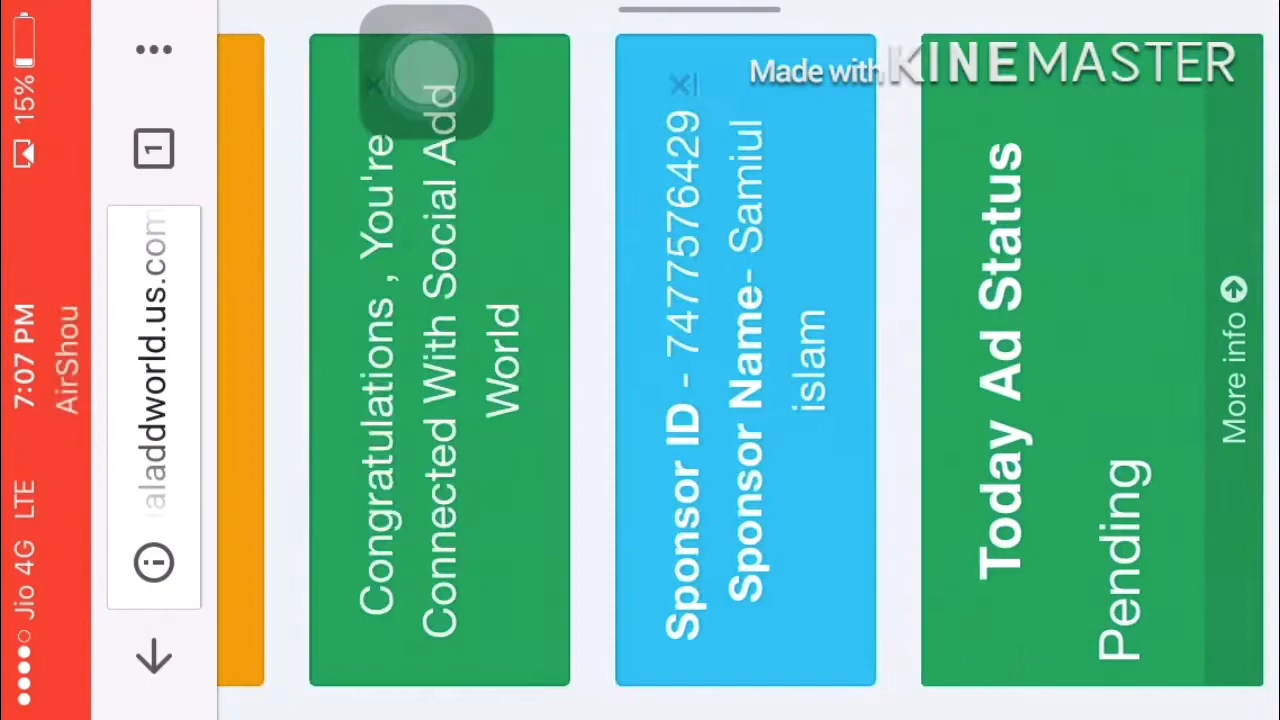 Jio 4G LTE 7:07 PM 15%
AirShou
aladdworld.us.com
1
Congratulations , You're
Connected With Social Add
World
Sponsor ID - 7477576429
Sponsor Name- Samiul
islam
Today Ad Status
Pending
More info
Made with KINEMASTER